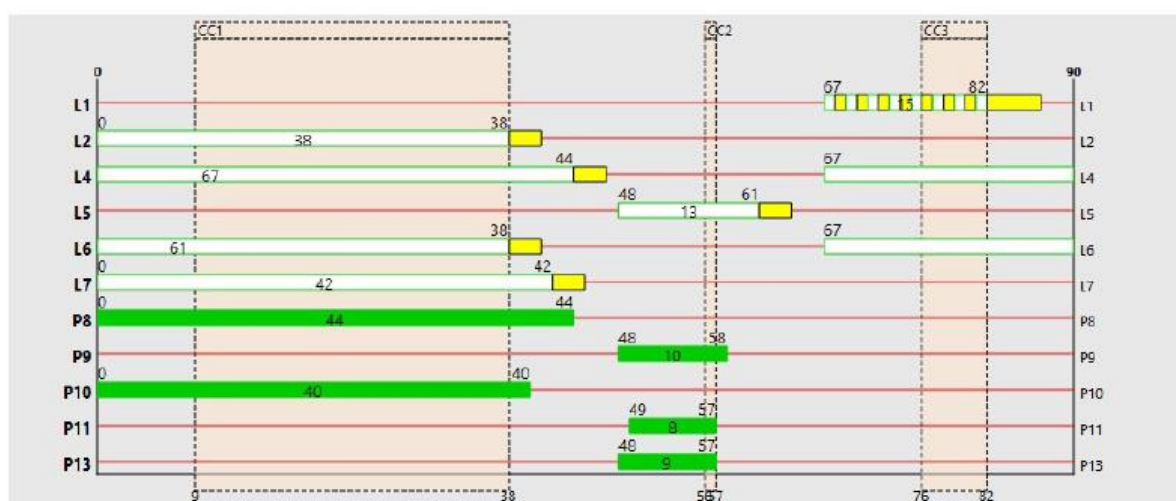 CC1 CC2 CC3
0 90
L1 67 82 15 L1
L2 0 38 38 L2
L4 67 44 67 L4
L5 48 61 13 L5
L6 61 38 67 L6
L7 0 42 42 L7
P8 0 44 44 P8
P9 48 58 10 P9
P10 0 40 40 P10
P11 49 57 8 P11
P13 48 57 9 P13
9 38 56 57 76 82